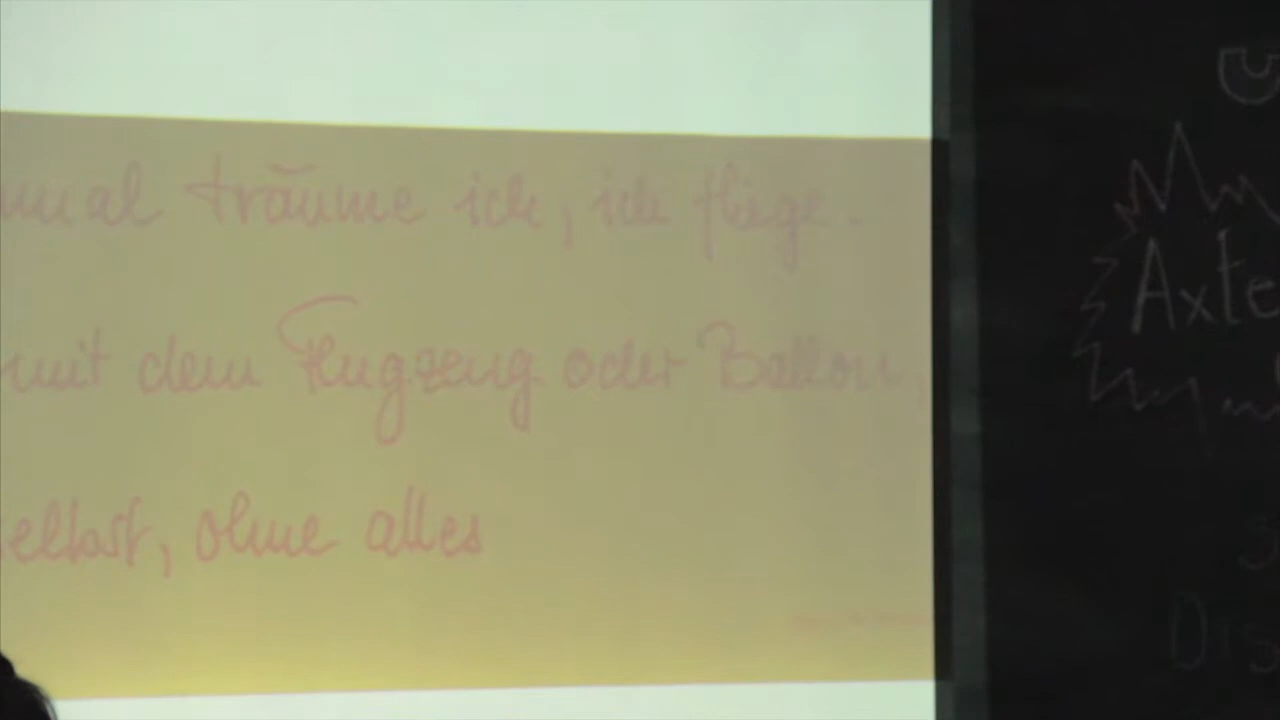 mal träume ich, ich fliege.
mit dem Flugzeug oder Ballon,
selbst, ohne alles
Axte